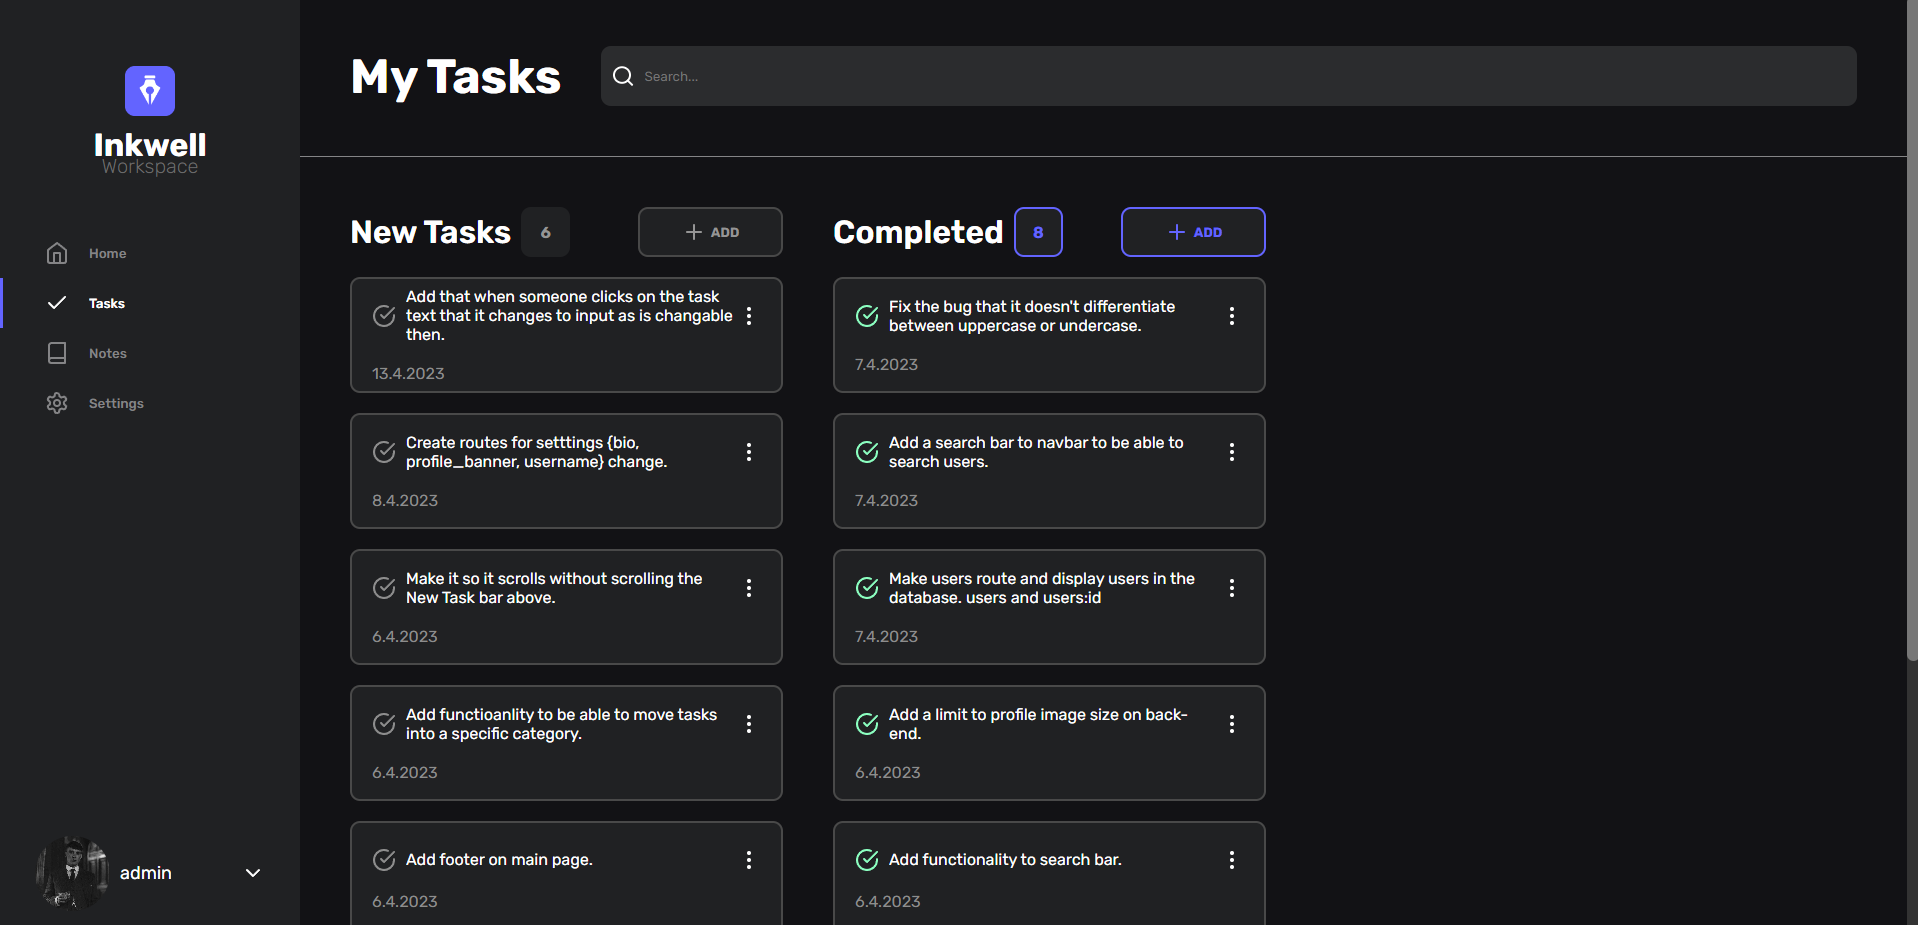 Inkwell
Workspace
Home
Tasks
Notes
Settings
admin
My Tasks
Search...
New Tasks 6 ADD
Add that when someone clicks on the task
text that it changes to input as is changable
then.
13.4.2023
Create routes for setttings {bio,
profile_banner, username} change.
8.4.2023
Make it so it scrolls without scrolling the
New Task bar above.
6.4.2023
Add functioanlity to be able to move tasks
into a specific category.
6.4.2023
Add footer on main page.
6.4.2023
Completed 8 ADD
Fix the bug that it doesn't differentiate
between uppercase or undercase.
7.4.2023
Add a search bar to navbar to be able to
search users.
7.4.2023
Make users route and display users in the
database. users and users:id
7.4.2023
Add a limit to profile image size on back-
end.
6.4.2023
Add functionality to search bar.
6.4.2023